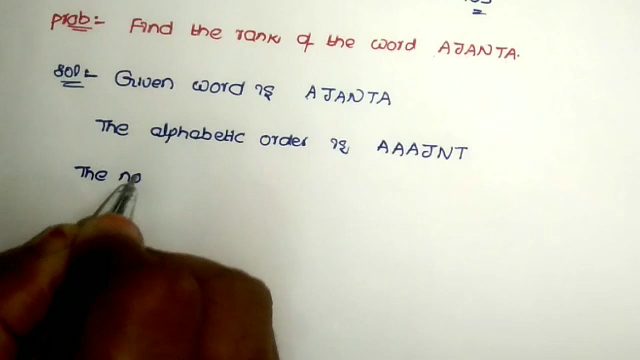 prob:- Find the rank of the word AJANTA.
Sol:- Given word is AJANTA
The alphabetic order is AAAJNT
The no